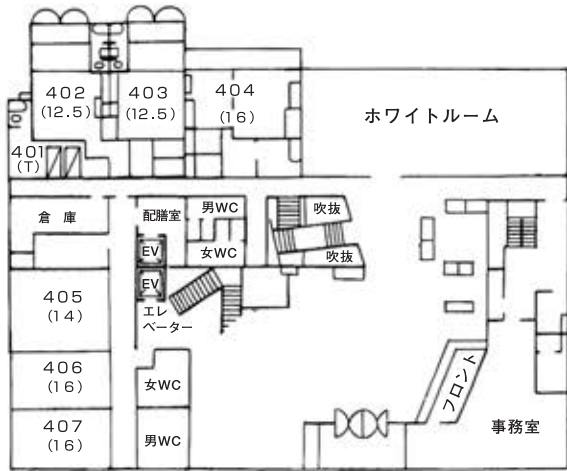 402
(12.5)
403
(12.5)
404
(16)
ホワイトルーム
401
(T)
倉庫
配膳室
男WC
吹抜
EV
女WC
吹抜
EV
405
(14)
エレ
ベーター
406
(16)
女WC
フロント
407
(16)
男WC
事務室